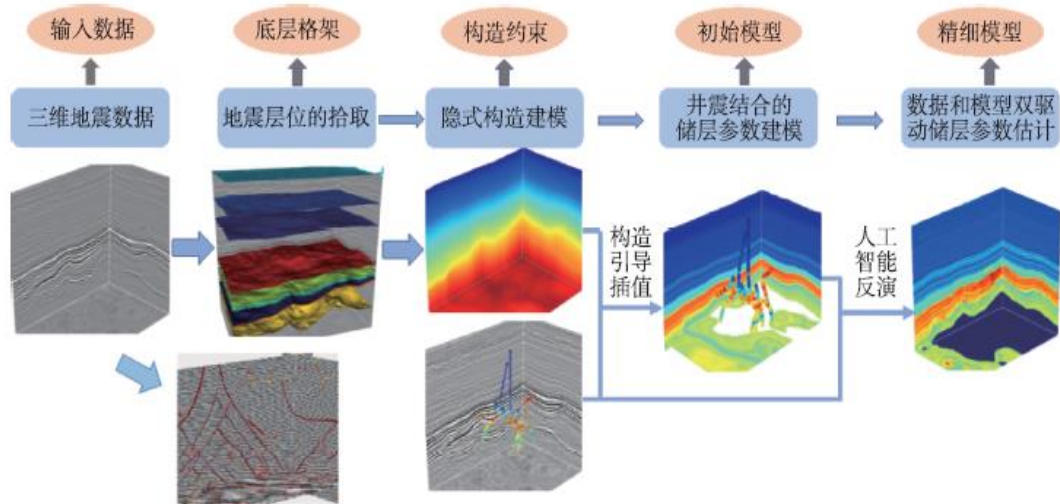 输入数据
底层格架
构造约束
初始模型
精细模型
三维地震数据
地震层位的拾取
隐式构造建模
井震结合的
储层参数建模
数据和模型双驱
动储层参数估计
构造
引导
插值
人工
智能
反演